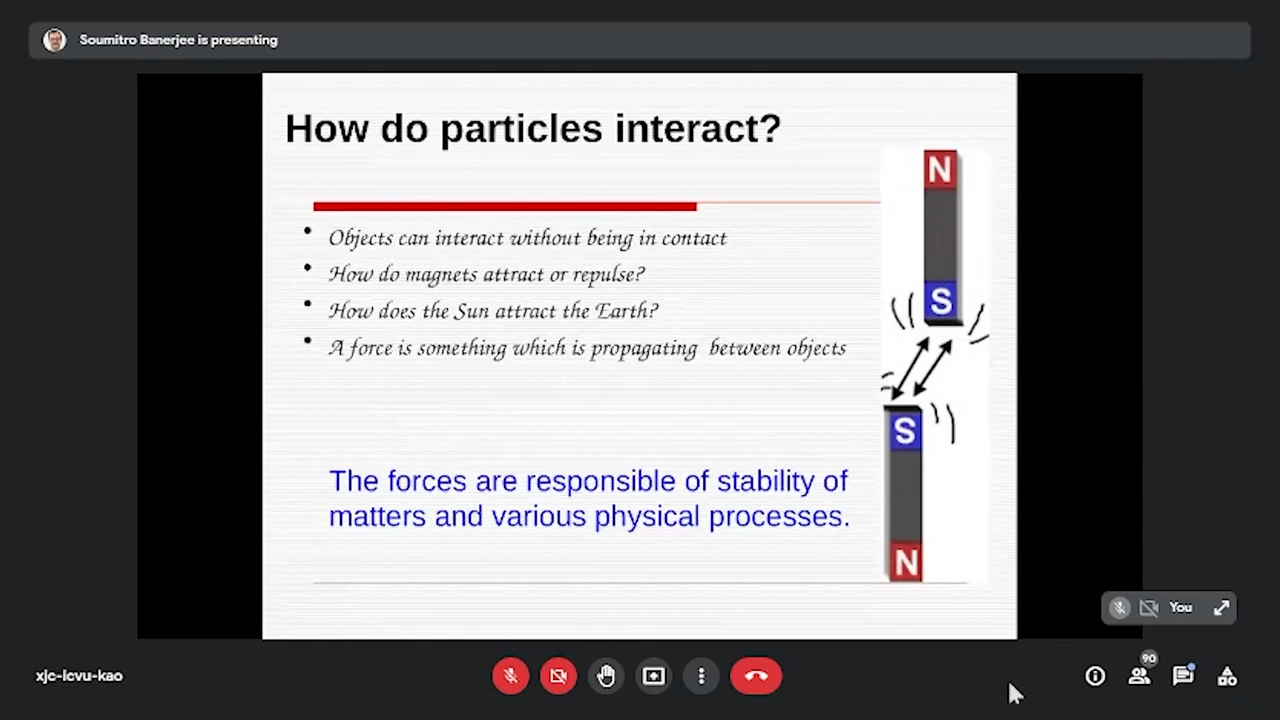 Soumitro Banerjee is presenting
How do particles interact?
N
S
• Objects can interact without being in contact
• How do magnets attract or repulse?
• How does the Sun attract the Earth?
• A force is something which is propagating between objects
S
The forces are responsible of stability of
matters and various physical processes.
N
You
xjc-lcvu-kao
90